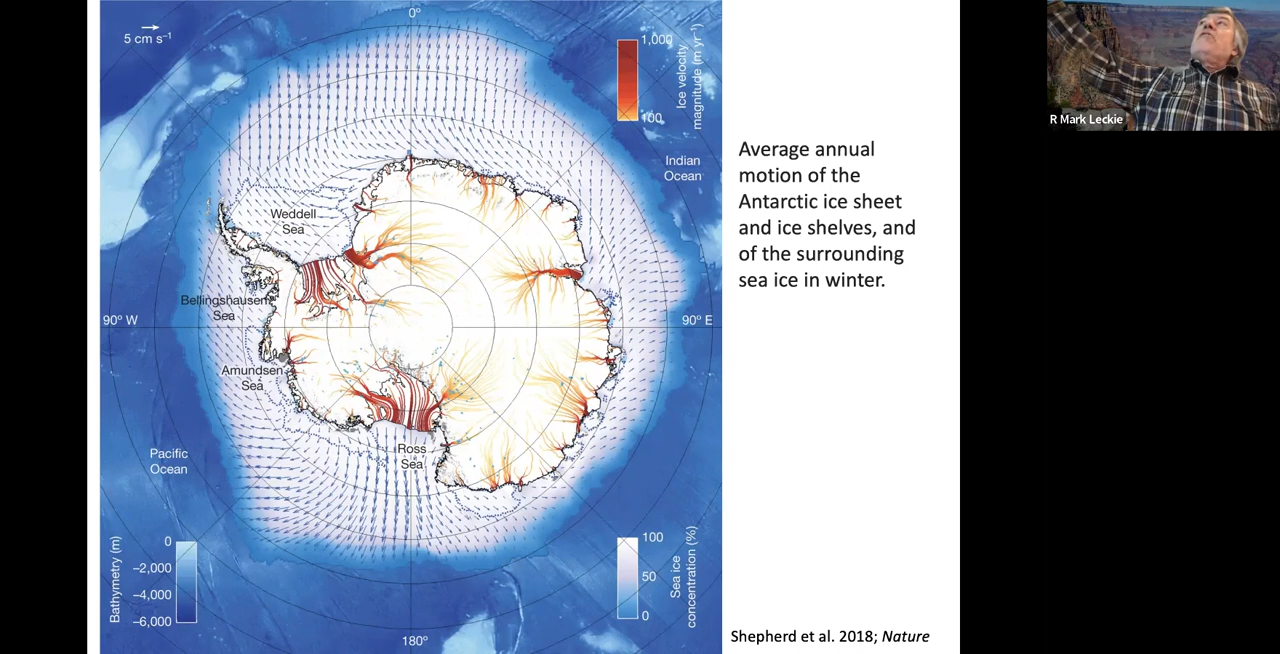 0°
5 cm s⁻¹
1,000
100
Ice velocity
magnitude (m yr⁻¹)
Indian
Ocean
Weddell
Sea
Bellingshausen
Sea
90° W
90° E
Amundsen
Sea
Ross
Sea
Pacific
Ocean
Bathymetry (m)
0
–2,000
–4,000
–6,000
100
50
0
Sea ice
concentration (%)
180°
Average annual
motion of the
Antarctic ice sheet
and ice shelves, and
of the surrounding
sea ice in winter.
Shepherd et al. 2018; Nature
R Mark Leckie